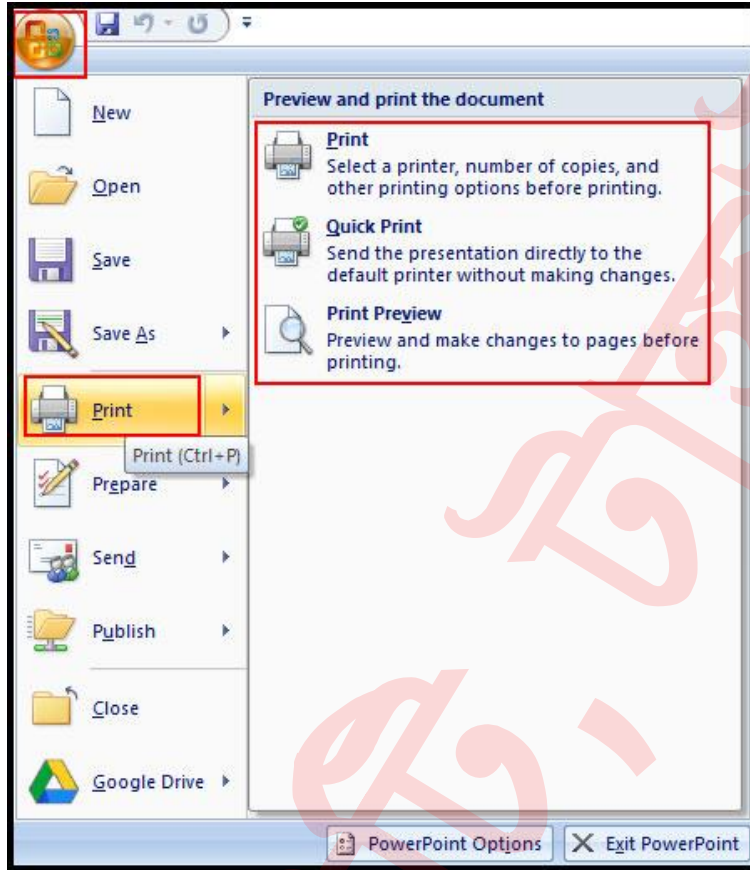 New
Open
Save
Save As
Print
Print (Ctrl+P)
Prepare
Send
Publish
Close
Google Drive
Preview and print the document
Print
Select a printer, number of copies, and
other printing options before printing.
Quick Print
Send the presentation directly to the
default printer without making changes.
Print Preview
Preview and make changes to pages before
printing.
PowerPoint Options
Exit PowerPoint